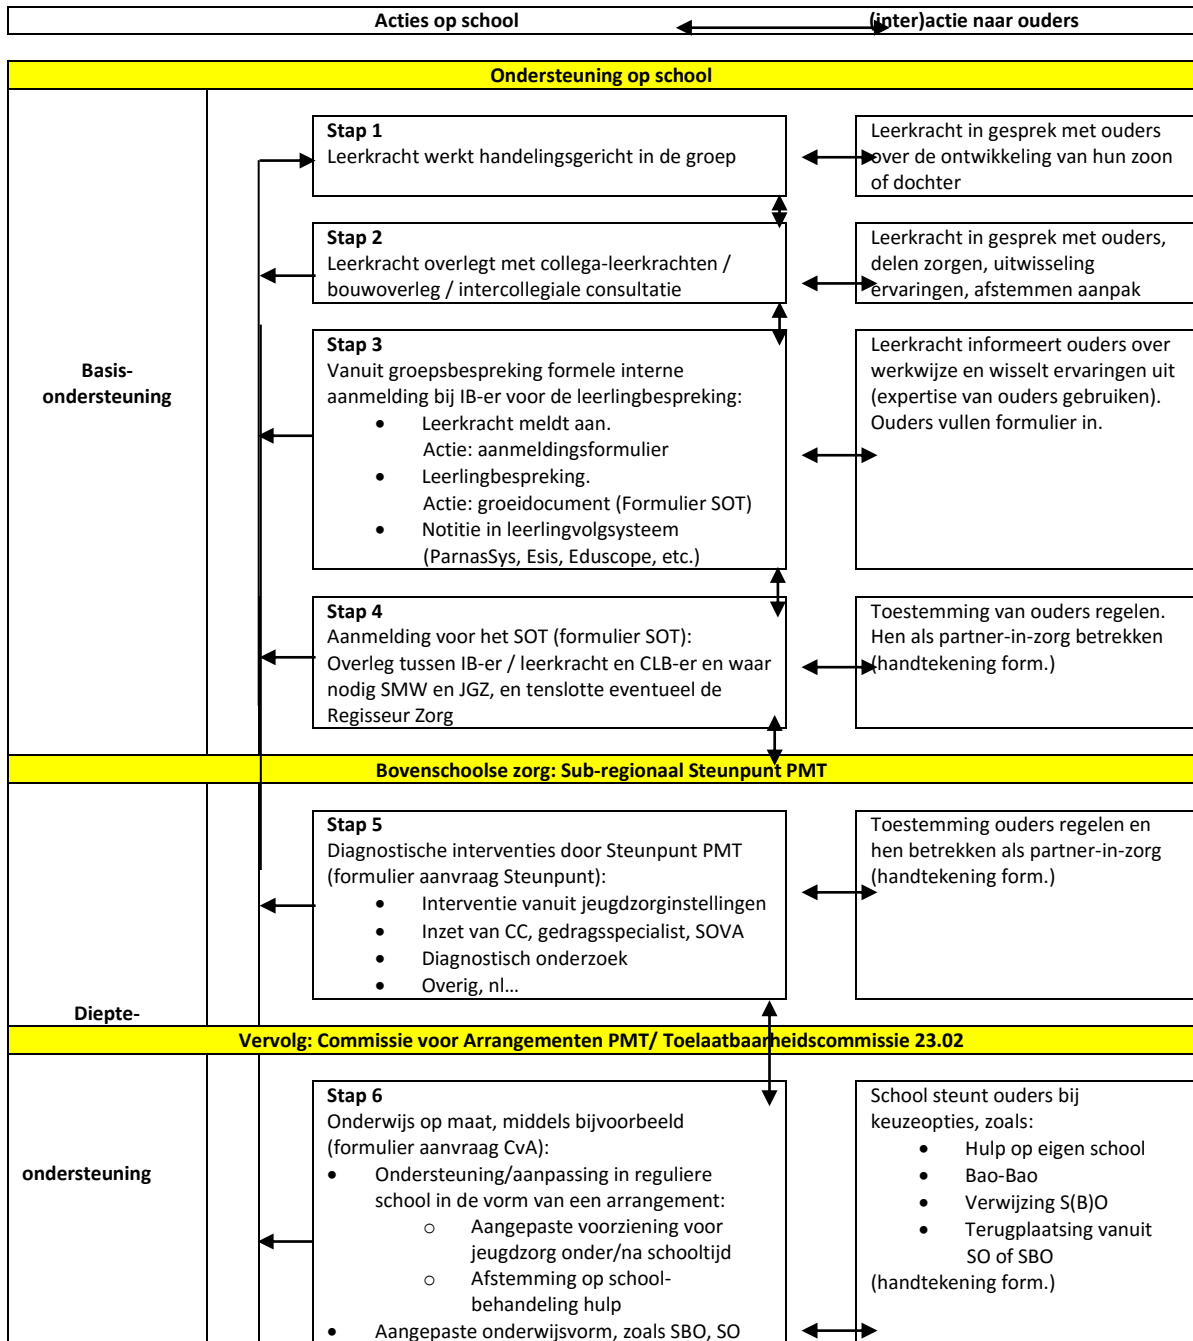 Acties op school
(inter)actie naar ouders
Ondersteuning op school
Basis-
ondersteuning
Stap 1
Leerkracht werkt handelingsgericht in de groep
Leerkracht in gesprek met ouders
over de ontwikkeling van hun zoon
of dochter
Stap 2
Leerkracht overlegt met collega-leerkrachten /
bouwoverleg / intercollegiale consultatie
Leerkracht in gesprek met ouders,
delen zorgen, uitwisseling
ervaringen, afstemmen aanpak
Stap 3
Vanuit groepsbespreking formele interne
aanmelding bij IB-er voor de leerlingbespreking:
• Leerkracht meldt aan.
Actie: aanmeldingsformulier
• Leerlingbespreking.
Actie: groeidocument (Formulier SOT)
• Notitie in leerlingvolgsysteem
(ParnasSys, Esis, Eduscope, etc.)
Leerkracht informeert ouders over
werkwijze en wisselt ervaringen uit
(expertise van ouders gebruiken).
Ouders vullen formulier in.
Stap 4
Aanmelding voor het SOT (formulier SOT):
Overleg tussen IB-er / leerkracht en CLB-er en waar
nodig SMW en JGZ, en tenslotte eventueel de
Regisseur Zorg
Toestemming van ouders regelen.
Hen als partner-in-zorg betrekken
(handtekening form.)
Bovenschoolse zorg: Sub-regionaal Steunpunt PMT
Diepte-
Stap 5
Diagnostische interventies door Steunpunt PMT
(formulier aanvraag Steunpunt):
• Interventie vanuit jeugdzorginstellingen
• Inzet van CC, gedragsspecialist, SOVA
• Diagnostisch onderzoek
• Overig, nl...
Toestemming ouders regelen en
hen betrekken als partner-in-zorg
(handtekening form.)
Vervolg: Commissie voor Arrangementen PMT/ Toelaatbaarheidscommissie 23.02
ondersteuning
Stap 6
Onderwijs op maat, middels bijvoorbeeld
(formulier aanvraag CvA):
• Ondersteuning/aanpassing in reguliere
school in de vorm van een arrangement:
o Aangepaste voorziening voor
jeugdzorg onder/na schooltijd
o Afstemming op school-
behandeling hulp
• Aangepaste onderwijsvorm, zoals SBO, SO
School steunt ouders bij
keuzeopties, zoals:
• Hulp op eigen school
• Bao-Bao
• Verwijzing S(B)O
• Terugplaatsing vanuit
SO of SBO
(handtekening form.)